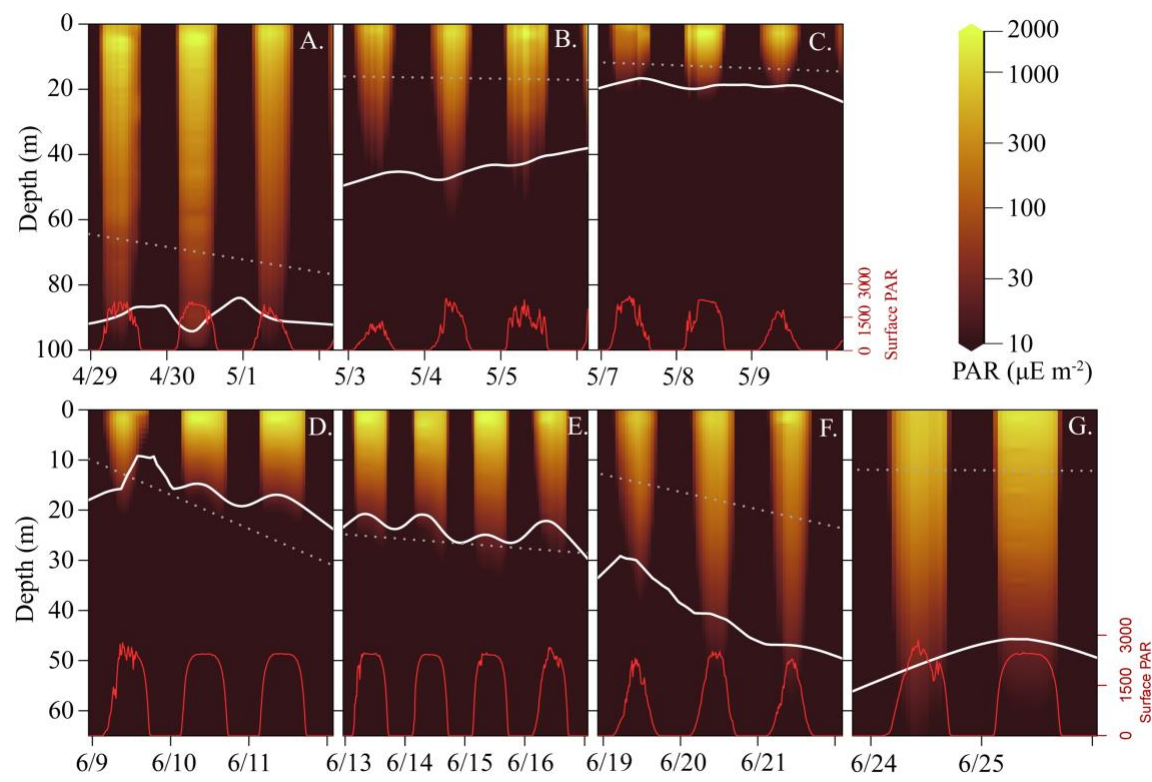 0
20
40
60
80
100
Depth (m)
A.
B.
C.
4/29
4/30
5/1
5/3
5/4
5/5
5/7
5/8
5/9
0 1500 3000
Surface PAR
2000
1000
300
100
30
10
PAR (µE m-2)
0
10
20
30
40
50
60
Depth (m)
D.
E.
F.
G.
6/9
6/10
6/11
6/13
6/14
6/15
6/16
6/19
6/20
6/21
6/24
6/25
0 1500 3000
Surface PAR